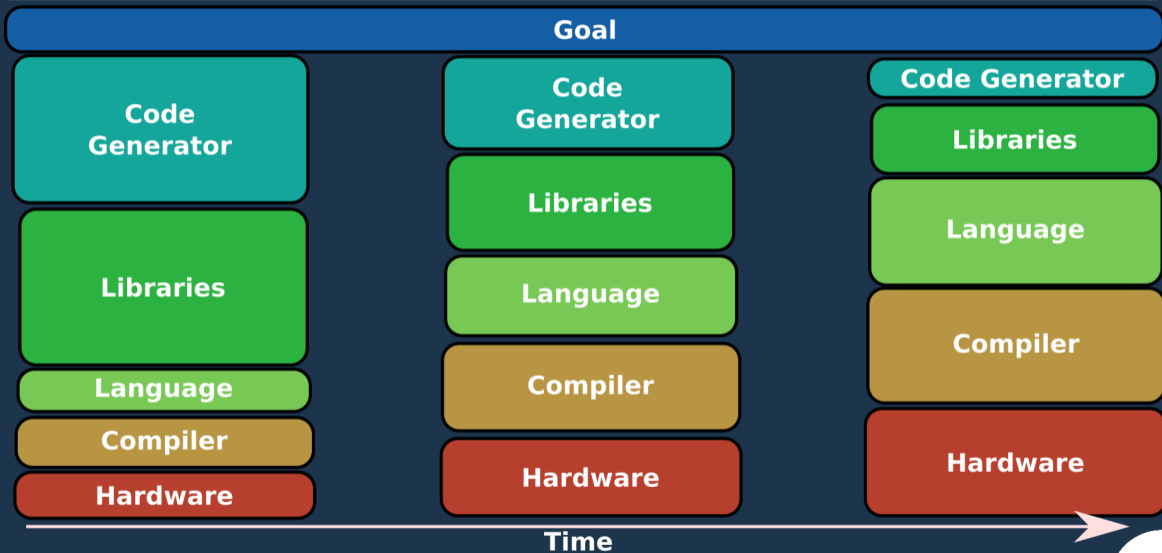 Goal
Code
Generator
Libraries
Language
Compiler
Hardware
Code
Generator
Libraries
Language
Compiler
Hardware
Code Generator
Libraries
Language
Compiler
Hardware
Time